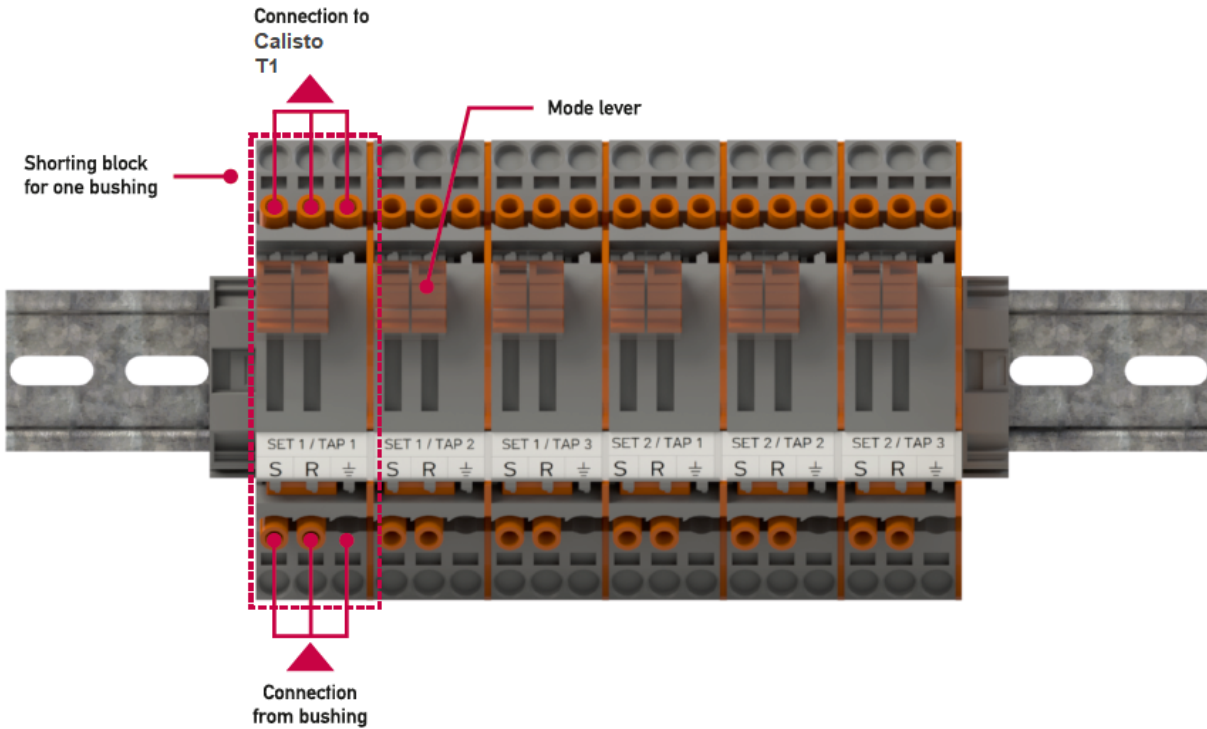 Connection to
Calisto
T1
Mode lever
Shorting block
for one bushing
SET 1 / TAP 1
SET 1 / TAP 2
SET 1 / TAP 3
SET 2 / TAP 1
SET 2 / TAP 2
SET 2 / TAP 3
S R ⏚
S R ⏚
S R ⏚
S R ⏚
S R ⏚
S R ⏚
Connection
from bushing